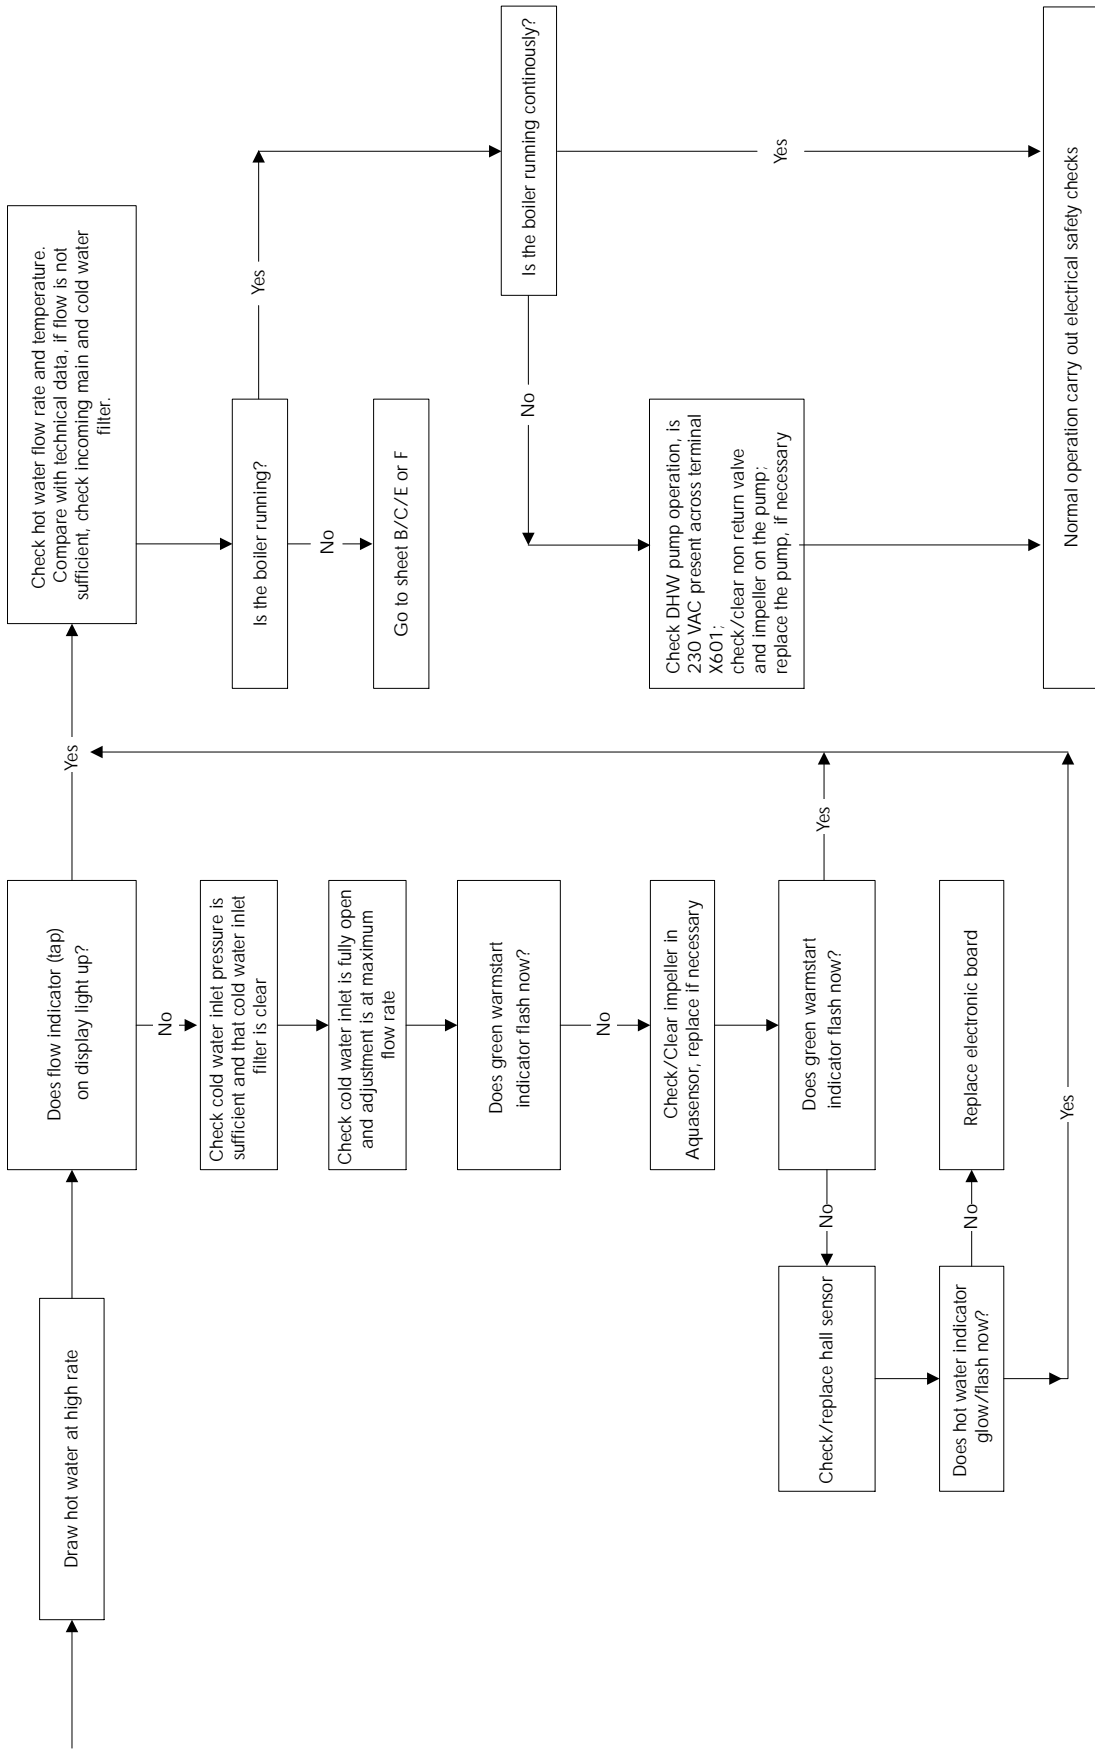 Draw hot water at high rate
Does flow indicator (tap)
on display light up?
Yes
No
Check cold water inlet pressure is
sufficient and that cold water inlet
filter is clear
Check cold water inlet is fully open
and adjustment is at maximum
flow rate
Does green warmstart
indicator flash now?
No
Check/Clear impeller in
Aquasensor, replace if necessary
Does green warmstart
indicator flash now?
Yes
No
Check/replace hall sensor
Does hot water indicator
glow/flash now?
No
Replace electronic board
Yes
Check hot water flow rate and temperature.
Compare with technical data, if flow is not
sufficient, check incoming main and cold water
filter.
Is the boiler running?
Yes
No
Go to sheet B/C/E or F
Is the boiler running continously?
No
Yes
Check DHW pump operation, is
230 VAC present across terminal
X601;
check/clear non return valve
and impeller on the pump;
replace the pump, if necessary
Normal operation carry out electrical safety checks